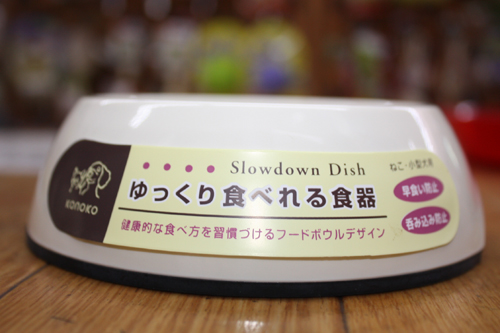 Slowdown Dish
ねこ・小型犬用
ゆっくり食べれる食器
早食い防止
呑み込み防止
健康的な食べ方を習慣づけるフードボウルデザイン
KONOKO